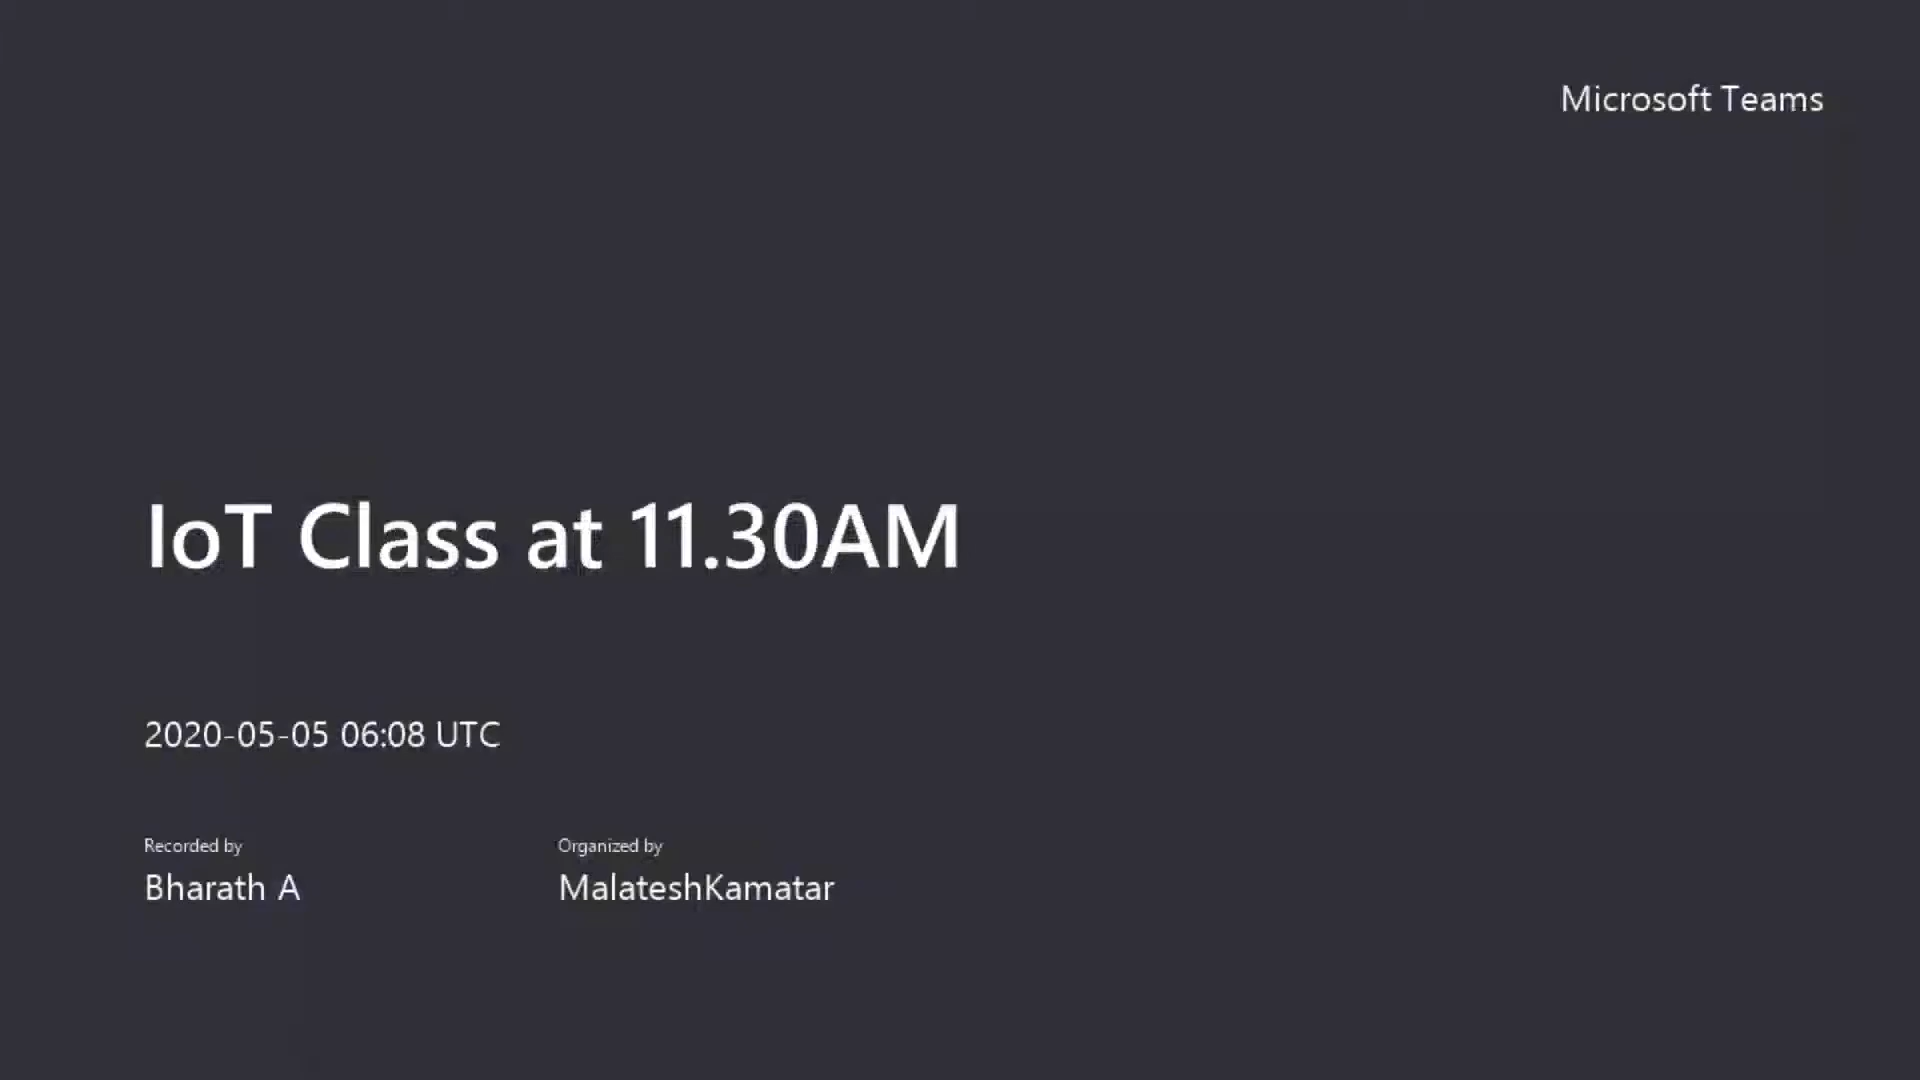 Microsoft Teams
IoT Class at 11.30AM
2020-05-05 06:08 UTC
Recorded by
Bharath A
Organized by
MalateshKamatar